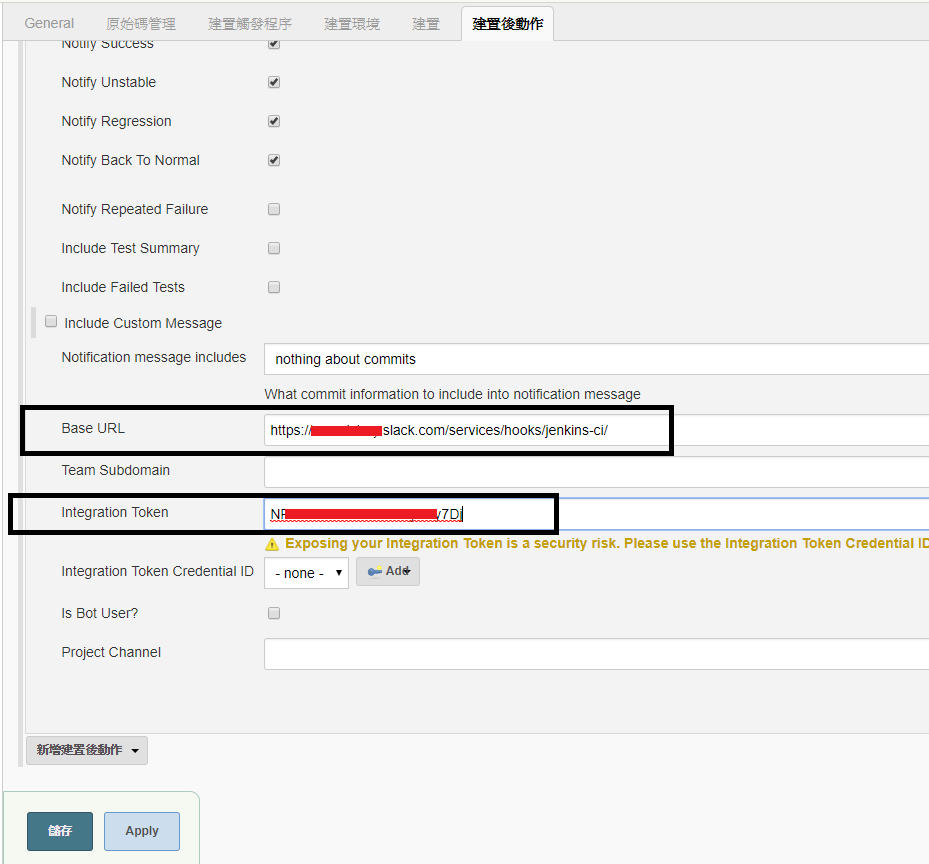 General 原始碼管理 建置觸發程序 建置環境 建置 建置後動作
Notify Success
Notify Unstable
Notify Regression
Notify Back To Normal
Notify Repeated Failure
Include Test Summary
Include Failed Tests
Include Custom Message
Notification message includes nothing about commits
What commit information to include into notification message
Base URL https:// slack.com/services/hooks/jenkins-ci/
Team Subdomain
Integration Token
Exposing your Integration Token is a security risk. Please use the Integration Token Credential ID
Integration Token Credential ID - none - Add
Is Bot User?
Project Channel
新增建置後動作
儲存 Apply